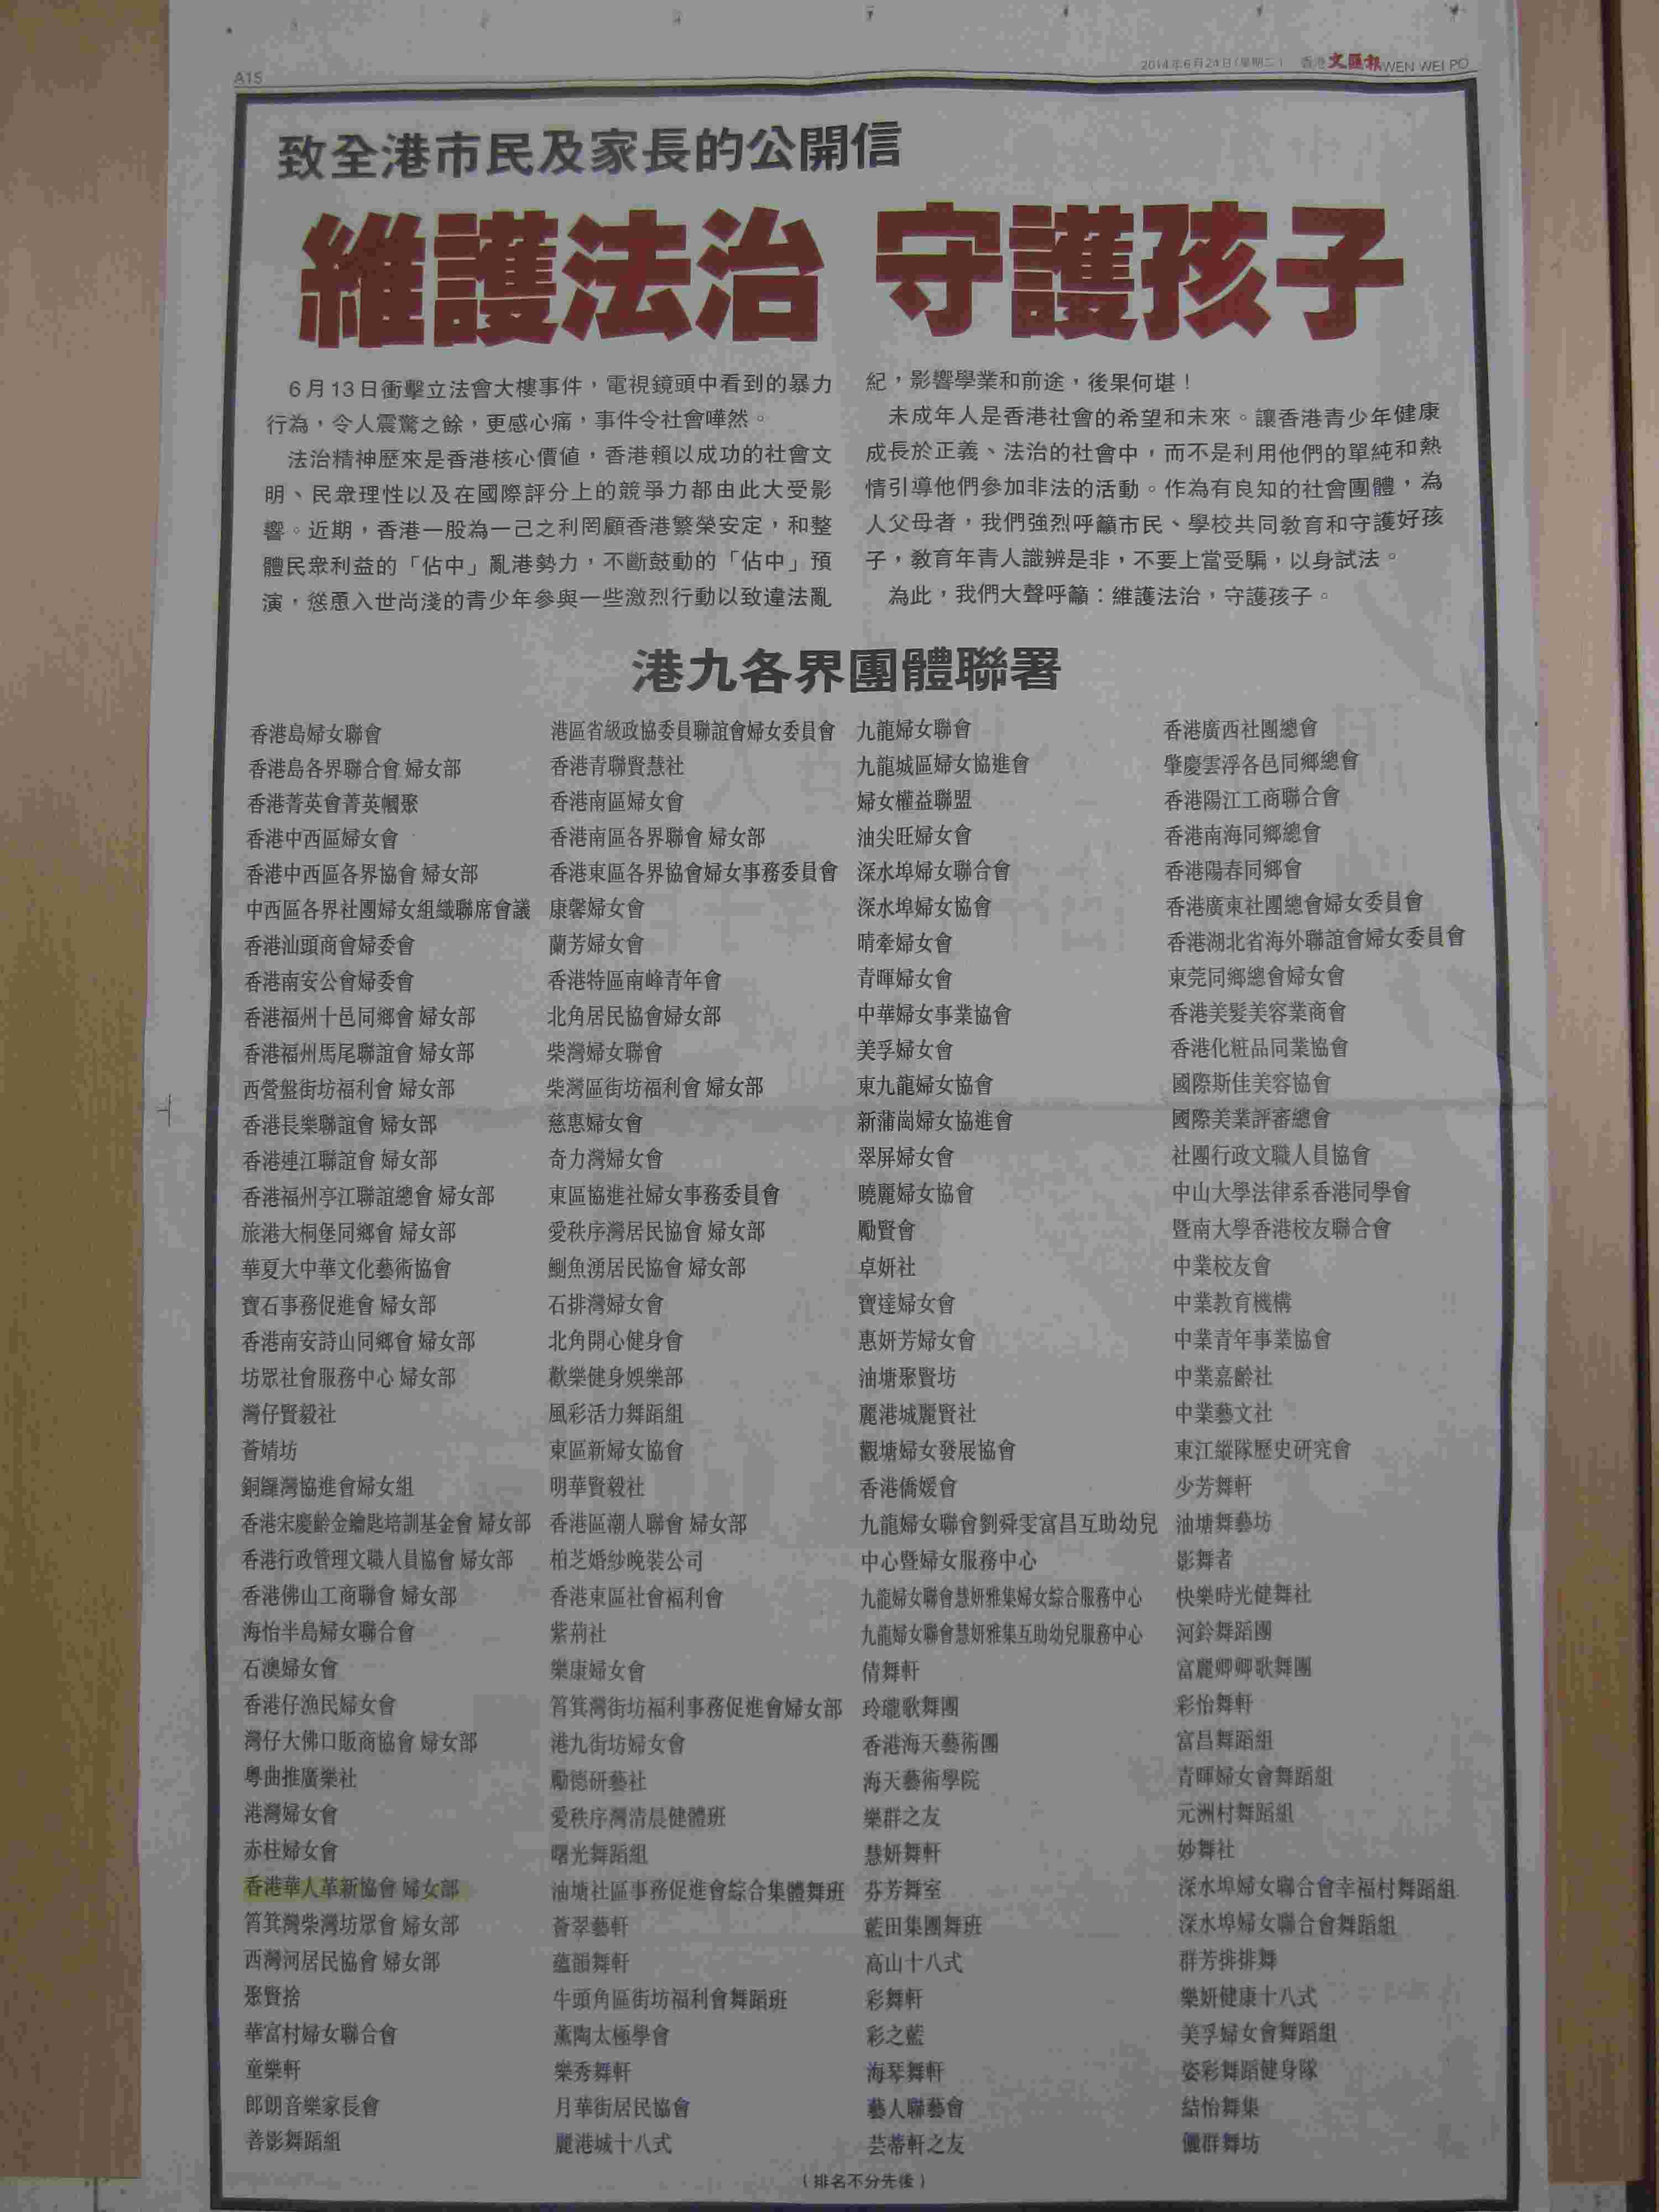 A15
2014年6月24日(星期二) 香港文匯報WEN WEI PO
致全港市民及家長的公開信
維護法治 守護孩子
6月13日衝擊立法會大樓事件，電視鏡頭中看到的暴力
行為，令人震驚之餘，更感心痛，事件令社會嘩然。
法治精神歷來是香港核心價值，香港賴以成功的社會文
明、民眾理性以及在國際評分上的競爭力都由此大受影
響。近期，香港一股為一己之利罔顧香港繁榮安定，和整
體民眾利益的「佔中」亂港勢力，不斷鼓動的「佔中」預
演，慫恿入世尚淺的青少年參與一些激烈行動以致違法亂
紀，影響學業和前途，後果何堪！
未成年人是香港社會的希望和未來。讓香港青少年健康
成長於正義、法治的社會中，而不是利用他們的單純和熱
情引導他們參加非法的活動。作為有良知的社會團體，為
人父母者，我們強烈呼籲市民、學校共同教育和守護好孩
子，教育年青人識辨是非，不要上當受騙，以身試法。
為此，我們大聲呼籲：維護法治，守護孩子。
港九各界團體聯署
香港島婦女聯會
香港島各界聯合會 婦女部
香港菁英會菁英幗聚
香港中西區婦女會
香港中西區各界協會 婦女部
中西區各界社團婦女組織聯席會議
香港汕頭商會婦委會
香港南安公會婦委會
香港福州十邑同鄉會 婦女部
香港福州馬尾聯誼會 婦女部
西營盤街坊福利會 婦女部
香港長樂聯誼會 婦女部
香港連江聯誼會 婦女部
香港福州亭江聯誼總會 婦女部
旅港大桐堡同鄉會 婦女部
華夏大中華文化藝術協會
寶石事務促進會 婦女部
香港南安詩山同鄉會 婦女部
坊眾社會服務中心 婦女部
灣仔賢毅社
薈婧坊
銅鑼灣協進會婦女組
香港宋慶齡金鑰匙培訓基金會 婦女部
香港行政管理文職人員協會 婦女部
香港佛山工商聯會 婦女部
海怡半島婦女聯合會
石澳婦女會
香港仔漁民婦女會
灣仔大佛口販商協會 婦女部
粵曲推廣樂社
港灣婦女會
赤柱婦女會
香港華人革新協會 婦女部
筲箕灣柴灣坊眾會 婦女部
西灣河居民協會 婦女部
聚賢捨
華富村婦女聯合會
童樂軒
郎朗音樂家長會
善影舞蹈組
港區省級政協委員聯誼會婦女委員會
香港青聯賢慧社
香港南區婦女會
香港南區各界聯會 婦女部
香港東區各界協會婦女事務委員會
康馨婦女會
蘭芳婦女會
香港特區南峰青年會
北角居民協會婦女部
柴灣婦女聯會
柴灣區街坊福利會 婦女部
慈惠婦女會
奇力灣婦女會
東區協進社婦女事務委員會
愛秩序灣居民協會 婦女部
鰂魚涌居民協會 婦女部
石排灣婦女會
北角開心健身會
歡樂健身娛樂部
風彩活力舞蹈組
東區新婦女協會
明華賢毅社
香港區潮人聯會 婦女部
柏芝婚紗晚裝公司
香港東區社會福利會
紫荊社
樂康婦女會
筲箕灣街坊福利事務促進會婦女部
港九街坊婦女會
勵德研藝社
愛秩序灣清晨健體班
曙光舞蹈組
油塘社區事務促進會綜合集體舞班
薈翠藝軒
蘊韻舞軒
牛頭角區街坊福利會舞蹈班
薰陶太極學會
樂秀舞軒
月華街居民協會
麗港城十八式
九龍婦女聯會
九龍城區婦女協進會
婦女權益聯盟
油尖旺婦女會
深水埠婦女聯合會
深水埠婦女協會
晴牽婦女會
青暉婦女會
中華婦女事業協會
美孚婦女會
東九龍婦女協會
新蒲崗婦女協進會
翠屏婦女會
曉麗婦女協會
勵賢會
卓妍社
寶達婦女會
惠妍芳婦女會
油塘聚賢坊
麗港城麗賢社
觀塘婦女發展協會
香港僑媛會
九龍婦女聯會劉舜雯富昌互助幼兒
中心暨婦女服務中心
九龍婦女聯會慧妍雅集婦女綜合服務中心
九龍婦女聯會慧妍雅集互助幼兒服務中心
倩舞軒
玲瓏歌舞團
香港海天藝術團
海天藝術學院
樂群之友
慧妍舞軒
芬芳舞室
藍田集團舞班
高山十八式
彩舞軒
彩之藍
海琴舞軒
藝人聯藝會
芸蒂軒之友
香港廣西社團總會
肇慶雲浮各邑同鄉總會
香港陽江工商聯合會
香港南海同鄉總會
香港陽春同鄉會
香港廣東社團總會婦女委員會
香港湖北省海外聯誼會婦女委員會
東莞同鄉總會婦女會
香港美髮美容業商會
香港化粧品同業協會
國際斯佳美容協會
國際美業評審總會
社團行政文職人員協會
中山大學法律系香港同學會
暨南大學香港校友聯合會
中業校友會
中業教育機構
中業青年事業協會
中業嘉齡社
中業藝文社
東江縱隊歷史研究會
少芳舞軒
油塘舞藝坊
影舞者
快樂時光健舞社
河鈴舞蹈團
富麗卿卿歌舞團
彩怡舞軒
富昌舞蹈組
青暉婦女會舞蹈組
元洲村舞蹈組
妙舞社
深水埠婦女聯合會幸福村舞蹈組
深水埠婦女聯合會舞蹈組
群芳排排舞
樂妍健康十八式
美孚婦女會舞蹈組
姿彩舞蹈健身隊
結怡舞集
儷群舞坊
（排名不分先後）